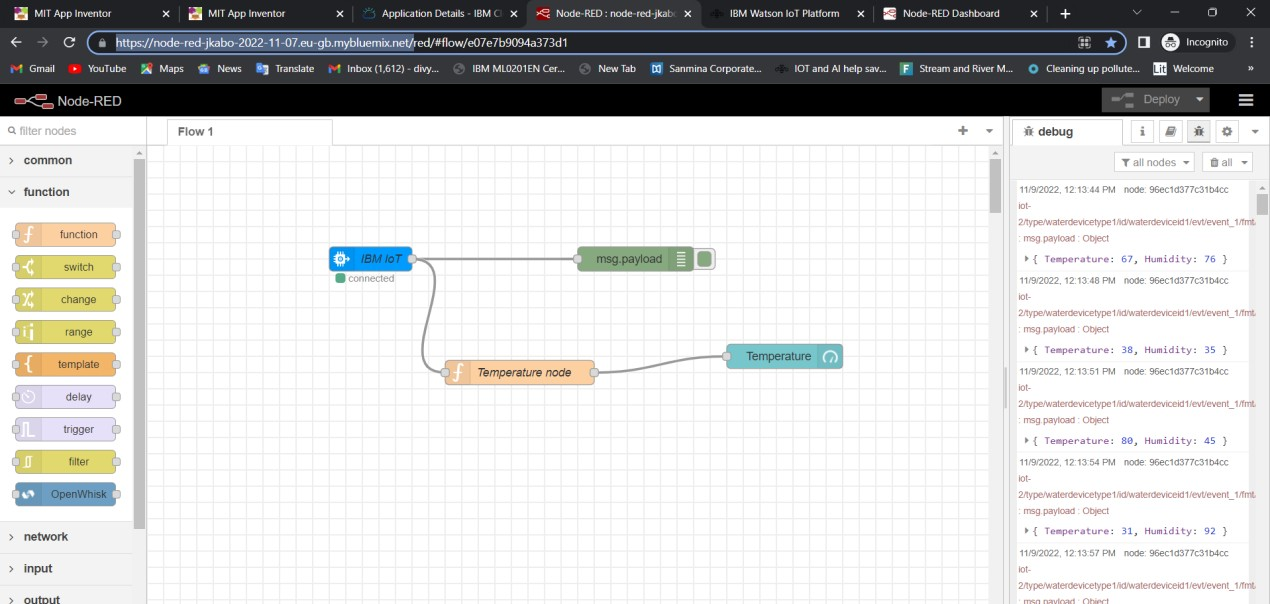 MIT App Inventor
MIT App Inventor
Application Details - IBM Cl
Node-RED : node-red-jkabo
IBM Watson IoT Platform
Node-RED Dashboard
https://node-red-jkabo-2022-11-07.eu-gb.mybluemix.net/red/#flow/e07e7b9094a373d1
Incognito
Gmail
YouTube
Maps
News
Translate
Inbox (1,612) - divy...
IBM ML0201EN Cer...
New Tab
Sanmina Corporate...
IOT and AI help sav...
Stream and River M...
Cleaning up pollute...
Lit
Welcome
»
Node-RED
Deploy
filter nodes
common
function
function
switch
change
range
template
delay
trigger
filter
OpenWhisk
network
input
output
Flow 1
IBM IoT
connected
msg.payload
Temperature node
Temperature
debug
all nodes
all
11/9/2022, 12:13:44 PM node: 96ec1d377c31b4cc
iot-
2/type/waterdevicetype1/id/waterdeviceid1/evt/event_1/fmt/
: msg.payload : Object
{ Temperature: 67, Humidity: 76 }
11/9/2022, 12:13:48 PM node: 96ec1d377c31b4cc
iot-
2/type/waterdevicetype1/id/waterdeviceid1/evt/event_1/fmt/
: msg.payload : Object
{ Temperature: 38, Humidity: 35 }
11/9/2022, 12:13:51 PM node: 96ec1d377c31b4cc
iot-
2/type/waterdevicetype1/id/waterdeviceid1/evt/event_1/fmt/
: msg.payload : Object
{ Temperature: 80, Humidity: 45 }
11/9/2022, 12:13:54 PM node: 96ec1d377c31b4cc
iot-
2/type/waterdevicetype1/id/waterdeviceid1/evt/event_1/fmt/
: msg.payload : Object
{ Temperature: 31, Humidity: 92 }
11/9/2022, 12:13:57 PM node: 96ec1d377c31b4cc
iot-
2/type/waterdevicetype1/id/waterdeviceid1/evt/event_1/fmt/
: msg.payload : Object